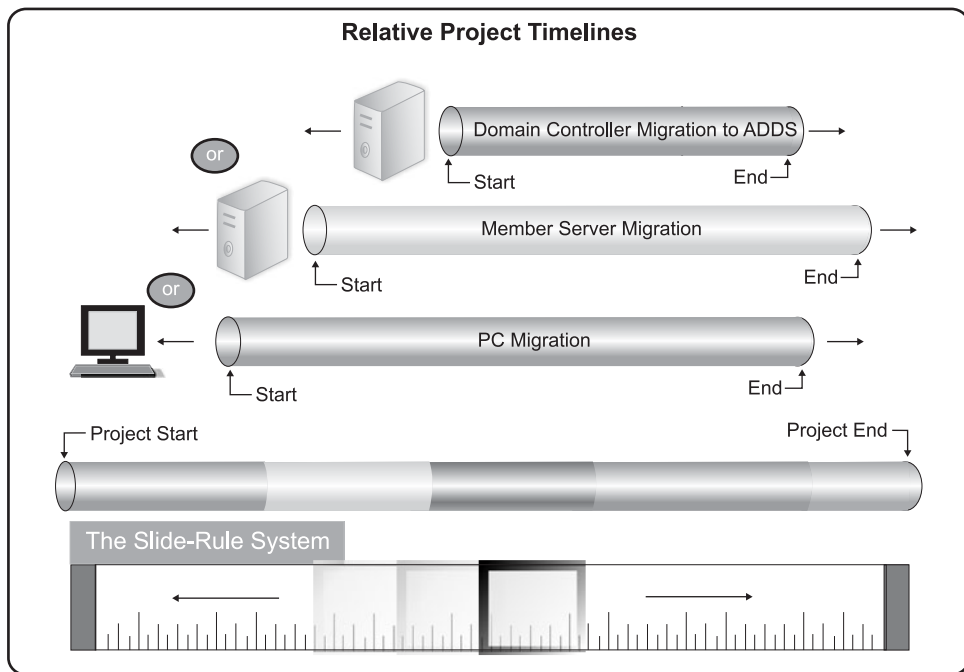 Relative Project Timelines
Domain Controller Migration to ADDS
or
Start
End
Member Server Migration
or
Start
End
PC Migration
Start
End
Project Start
Project End
The Slide-Rule System